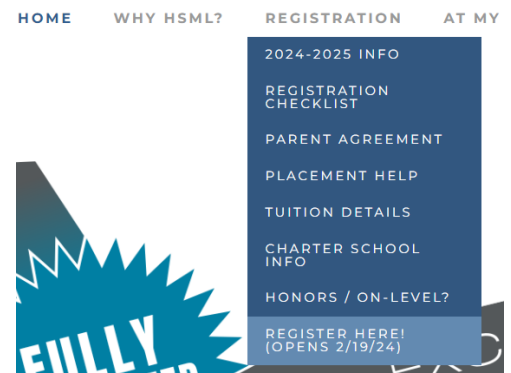 HOME WHY HSML? REGISTRATION AT MY
2024-2025 INFO
REGISTRATION
CHECKLIST
PARENT AGREEMENT
PLACEMENT HELP
TUITION DETAILS
CHARTER SCHOOL
INFO
HONORS / ON-LEVEL?
REGISTER HERE!
(OPENS 2/19/24)
FULLY